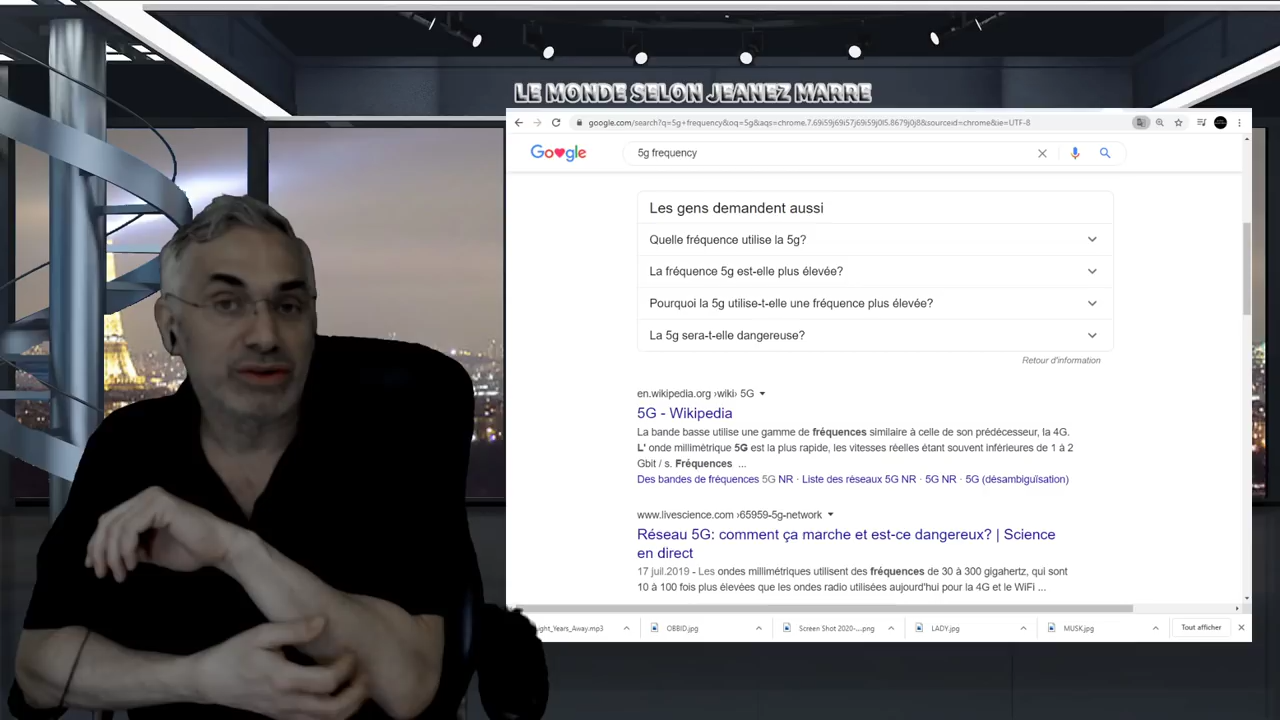 LE MONDE SELON JEANEZ MARRE
google.com/search?q=5g+frequency&oq=5g&aqs=chrome.7.69i59j69i57j69i59j0l5.8679j0j8&sourceid=chrome&ie=UTF-8
Google
5g frequency
Les gens demandent aussi
Quelle fréquence utilise la 5g?
La fréquence 5g est-elle plus élevée?
Pourquoi la 5g utilise-t-elle une fréquence plus élevée?
La 5g sera-t-elle dangereuse?
Retour d'information
en.wikipedia.org ›wiki› 5G
5G - Wikipedia
La bande basse utilise une gamme de fréquences similaire à celle de son prédécesseur, la 4G.
L' onde millimétrique 5G est la plus rapide, les vitesses réelles étant souvent inférieures de 1 à 2
Gbit / s. Fréquences ...
Des bandes de fréquences 5G NR · Liste des réseaux 5G NR · 5G NR · 5G (désambiguïsation)
www.livescience.com ›65959-5g-network
Réseau 5G: comment ça marche et est-ce dangereux? | Science
en direct
17 juil.2019 - Les ondes millimétriques utilisent des fréquences de 30 à 300 gigahertz, qui sont
10 à 100 fois plus élevées que les ondes radio utilisées aujourd'hui pour la 4G et le WiFi ...
ught_Years_Away.mp3
OBBID.jpg
Screen Shot 2020-...png
LADY.jpg
MUSK.jpg
Tout afficher